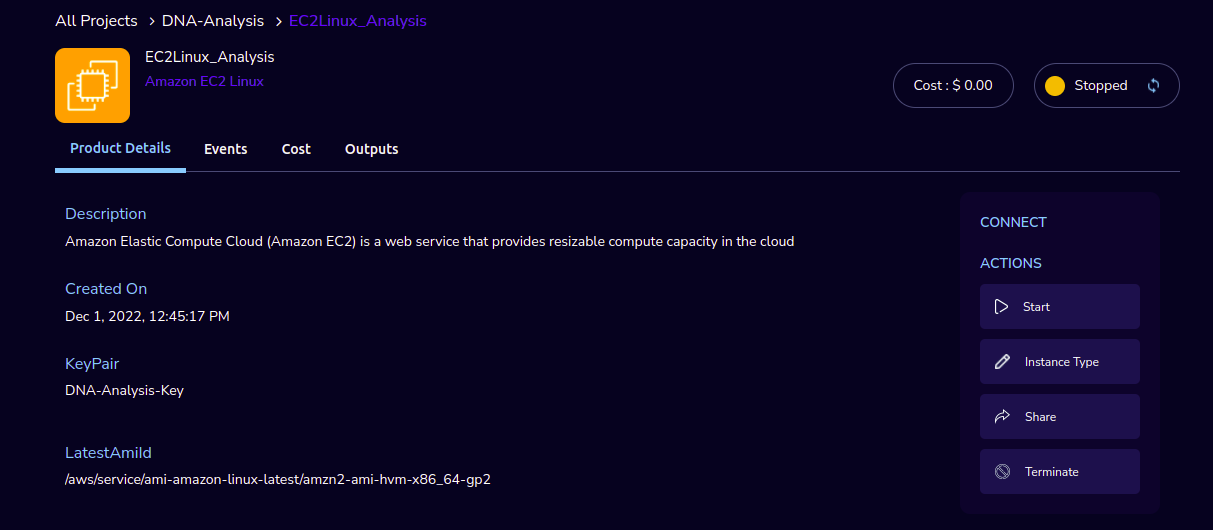 All Projects > DNA-Analysis > EC2Linux_Analysis
EC2Linux_Analysis
Amazon EC2 Linux
Cost : $ 0.00
Stopped
Product Details
Events
Cost
Outputs
Description
Amazon Elastic Compute Cloud (Amazon EC2) is a web service that provides resizable compute capacity in the cloud
Created On
Dec 1, 2022, 12:45:17 PM
KeyPair
DNA-Analysis-Key
LatestAmiId
/aws/service/ami-amazon-linux-latest/amzn2-ami-hvm-x86_64-gp2
CONNECT
ACTIONS
Start
Instance Type
Share
Terminate